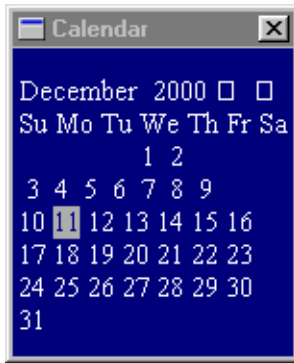 Calendar
December 2000
Su Mo Tu We Th Fr Sa
1 2
3 4 5 6 7 8 9
10 11 12 13 14 15 16
17 18 19 20 21 22 23
24 25 26 27 28 29 30
31